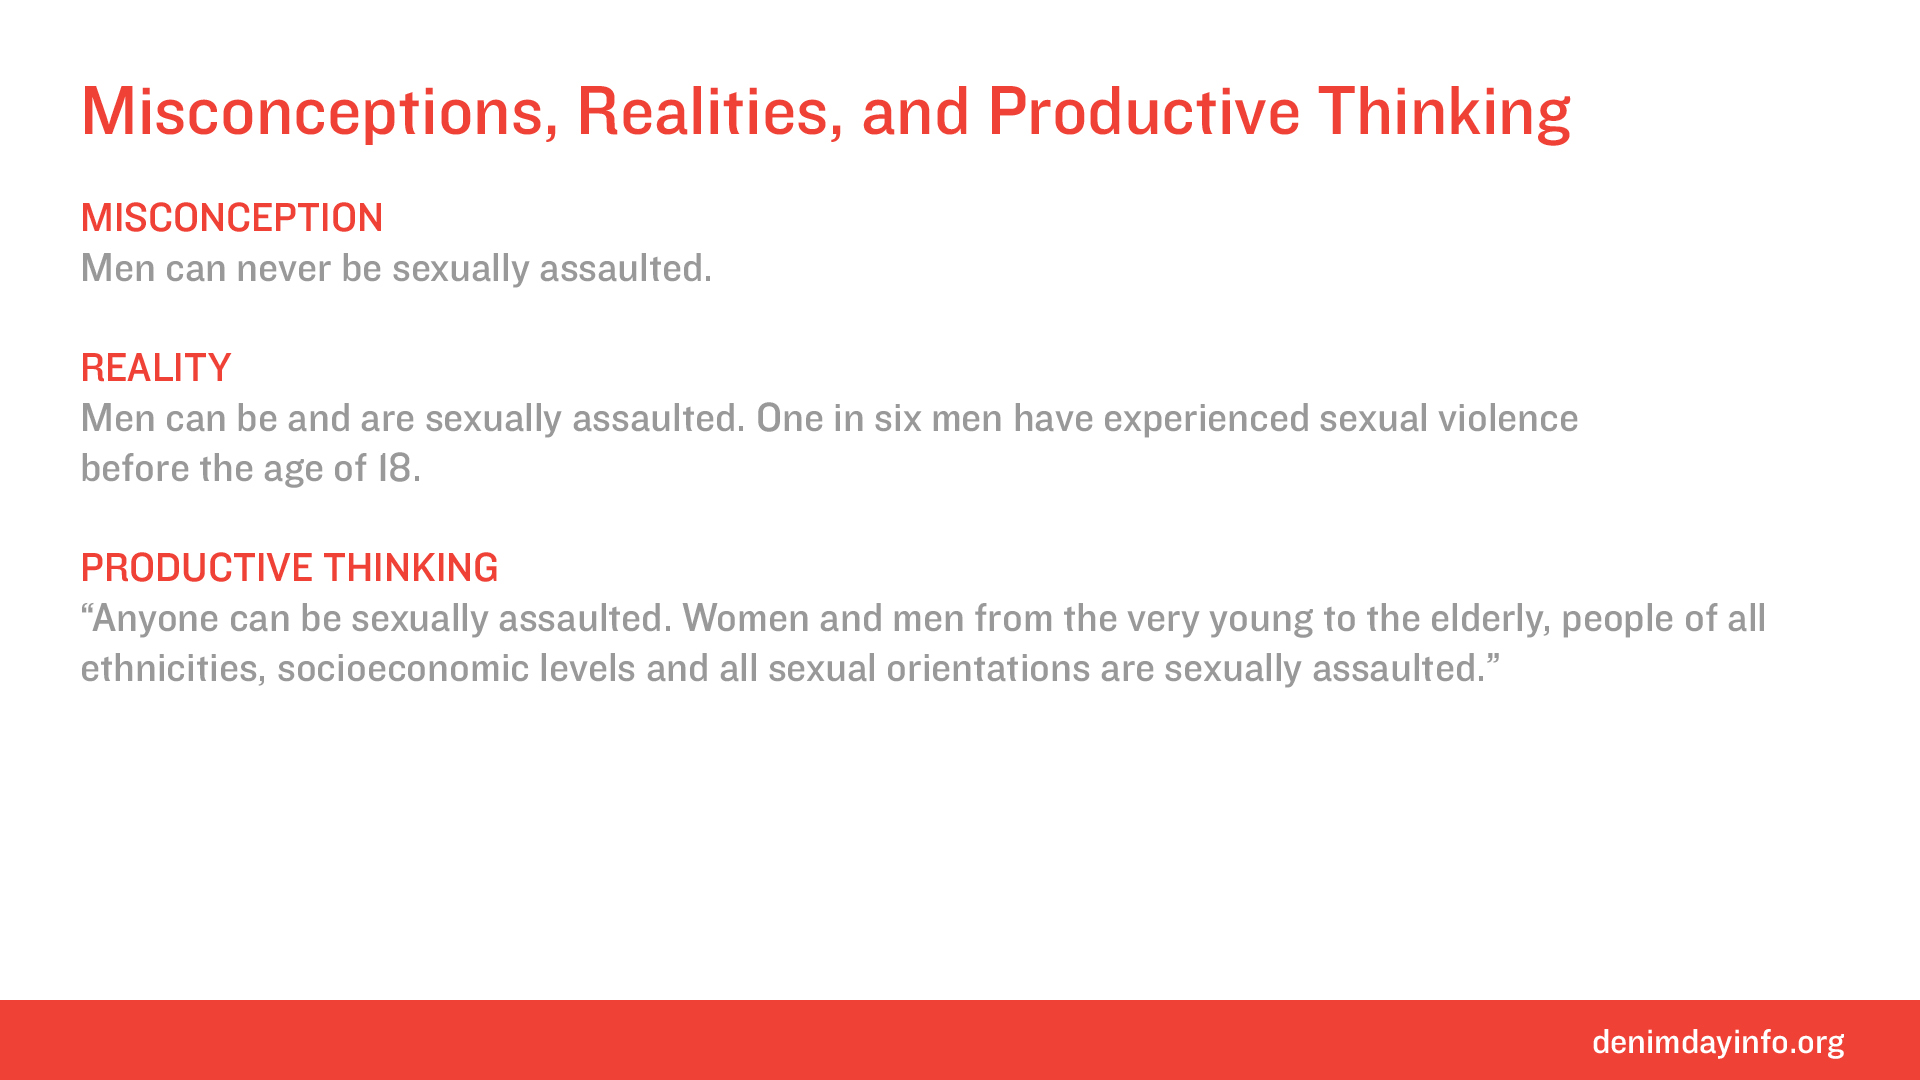 Misconceptions, Realities, and Productive Thinking
MISCONCEPTION
Men can never be sexually assaulted.
REALITY
Men can be and are sexually assaulted. One in six men have experienced sexual violence
before the age of 18.
PRODUCTIVE THINKING
“Anyone can be sexually assaulted. Women and men from the very young to the elderly, people of all
ethnicities, socioeconomic levels and all sexual orientations are sexually assaulted.”
denimdayinfo.org